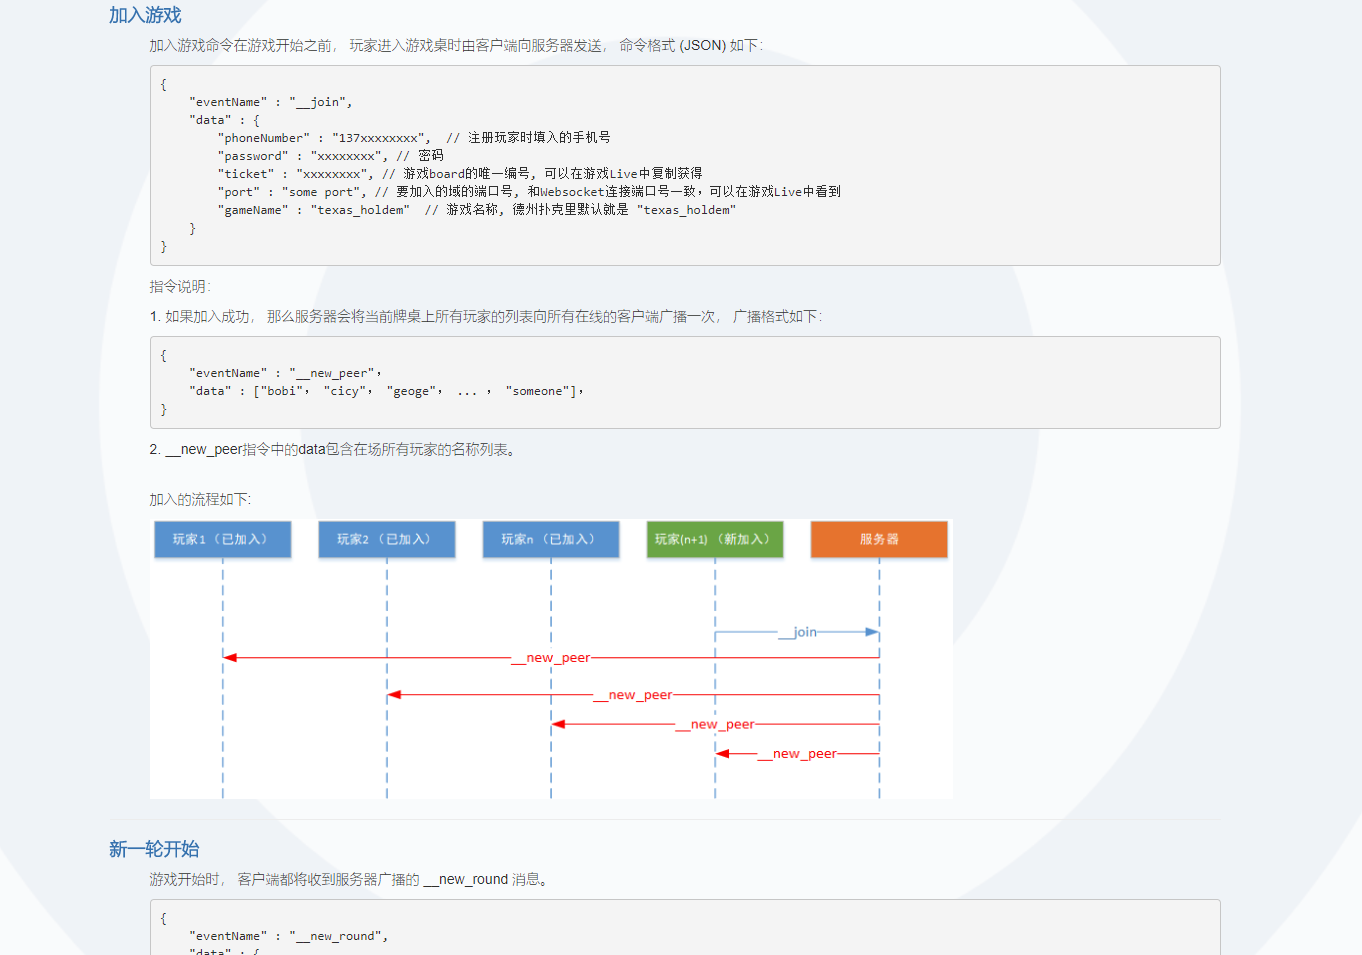 加入游戏
加入游戏命令在游戏开始之前， 玩家进入游戏桌时由客户端向服务器发送， 命令格式 (JSON) 如下：
{
    "eventName" : "__join",
    "data" : {
        "phoneNumber" : "137xxxxxxxx",  // 注册玩家时填入的手机号
        "password" : "xxxxxxxx", // 密码
        "ticket" : "xxxxxxxx", // 游戏board的唯一编号, 可以在游戏Live中复制获得
        "port" : "some port", // 要加入的域的端口号, 和Websocket连接端口号一致，可以在游戏Live中看到
        "gameName" : "texas_holdem"  // 游戏名称, 德州扑克里默认就是 "texas_holdem"
    }
}
指令说明：
1. 如果加入成功， 那么服务器会将当前牌桌上所有玩家的列表向所有在线的客户端广播一次， 广播格式如下：
{
    "eventName" : "__new_peer"，
    "data" : ["bobi"， "cicy"， "geoge"， ... ， "someone"]，
}
2. __new_peer指令中的data包含在场所有玩家的名称列表。
加入的流程如下:
玩家1（已加入） 玩家2（已加入） 玩家n（已加入） 玩家(n+1)（新加入） 服务器
__join
__new_peer
__new_peer
__new_peer
__new_peer
新一轮开始
游戏开始时， 客户端都将收到服务器广播的 __new_round 消息。
{
    "eventName" : "__new_round",
    "data" : {